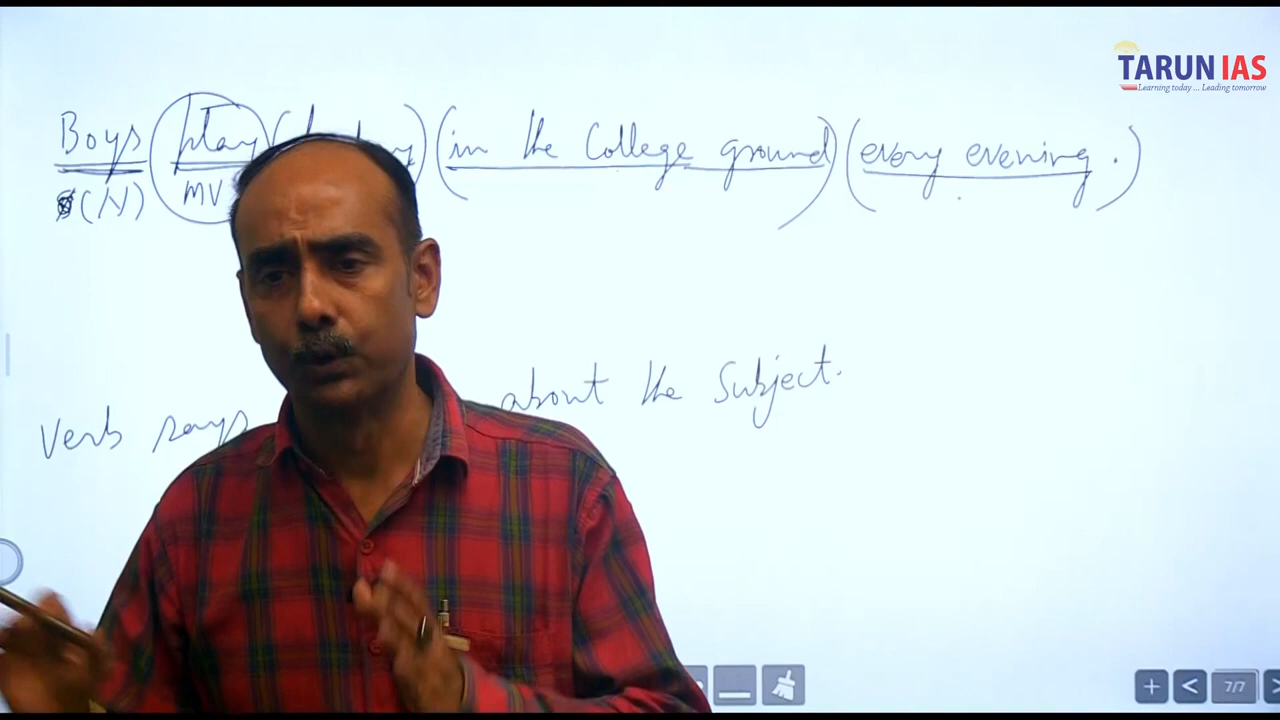 TARUN IAS
Learning today ... Leading tomorrow
Boys play in the College ground every evening.
(N) MV
Verb says about the Subject.
7/7